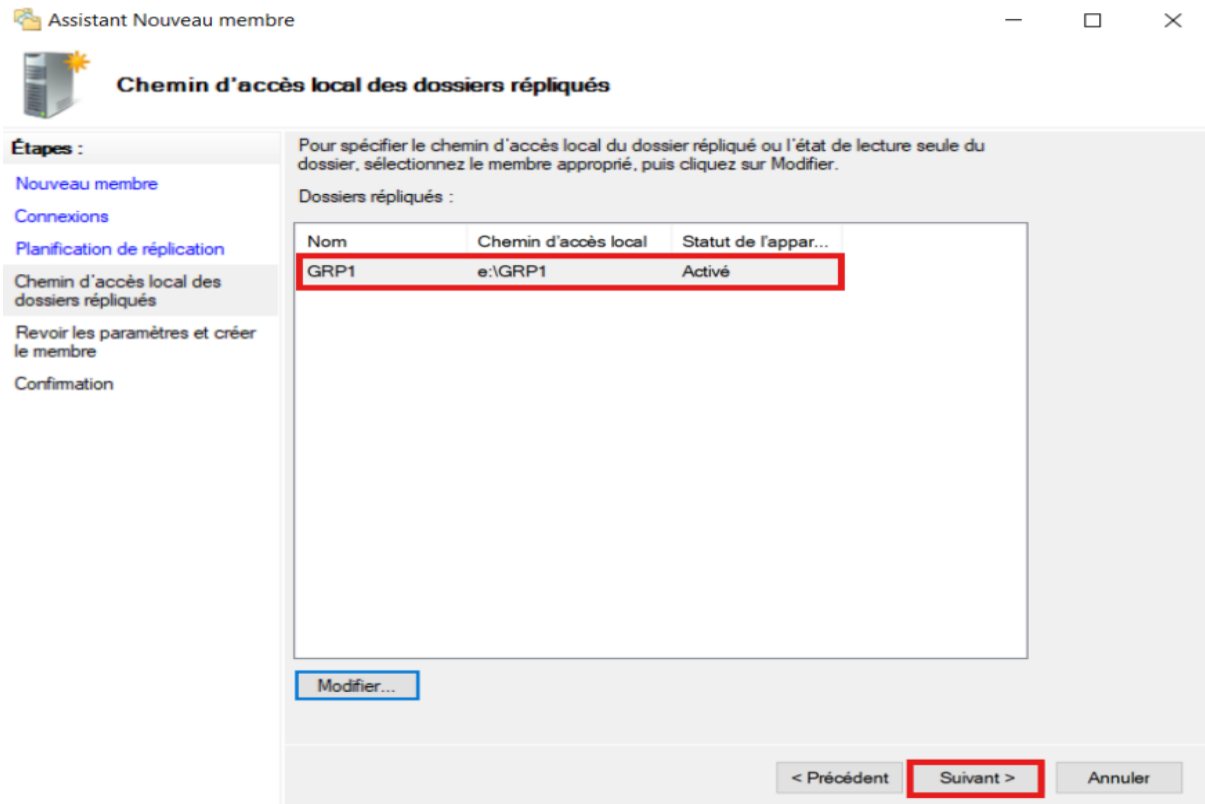 Assistant Nouveau membre
Chemin d'accès local des dossiers répliqués
Étapes :
Nouveau membre
Connexions
Planification de réplication
Chemin d'accès local des
dossiers répliqués
Revoir les paramètres et créer
le membre
Confirmation
Pour spécifier le chemin d'accès local du dossier répliqué ou l'état de lecture seule du
dossier, sélectionnez le membre approprié, puis cliquez sur Modifier.
Dossiers répliqués :
Nom Chemin d'accès local Statut de l'appar...
GRP1 e:\GRP1 Activé
Modifier...
< Précédent Suivant > Annuler